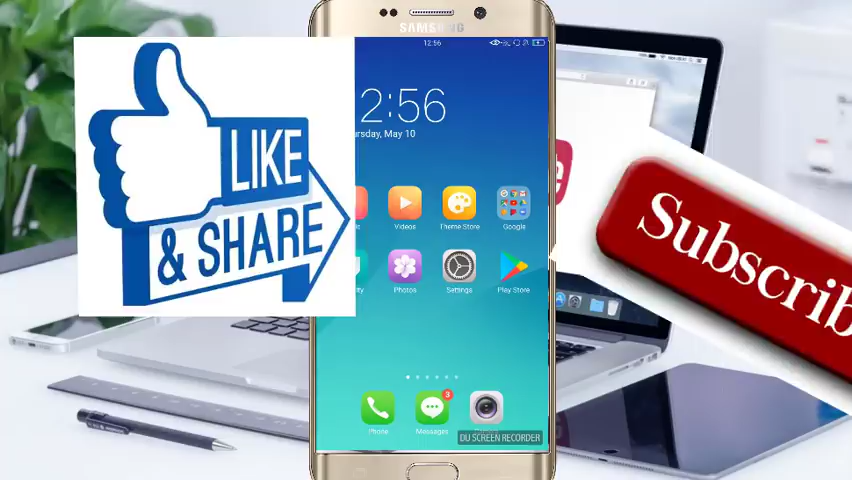 SAMSUNG
12:56
2:56
rsday, May 10
LIKE
& SHARE
Videos
Theme Store
Google
Photos
Settings
Play Store
Subscrib
Phone
3
Messages
DU SCREEN RECORDER